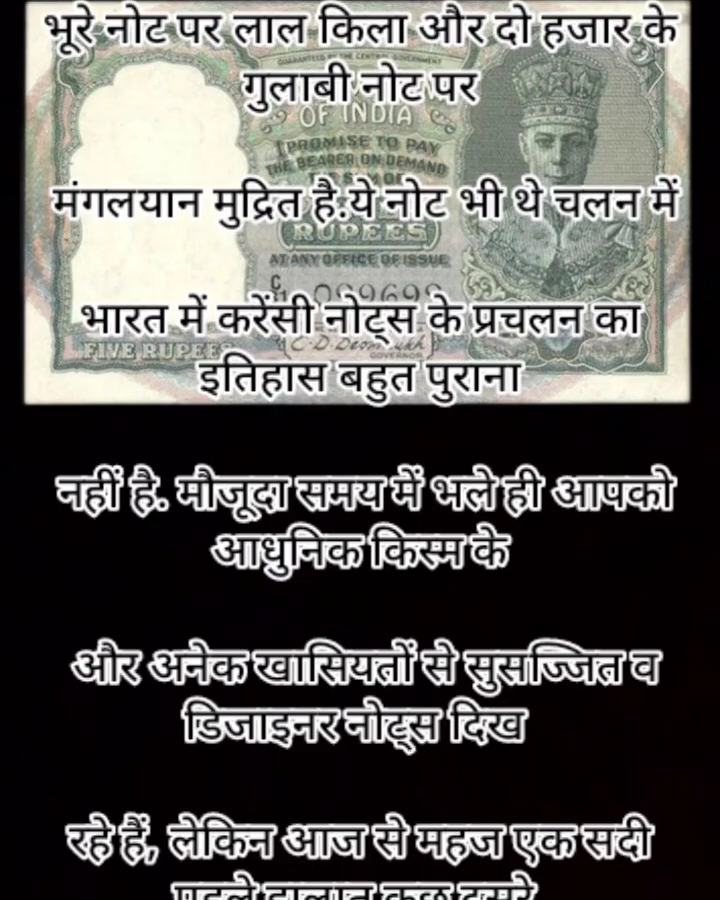 भूरे नोट पर लाल किला और दो हजार के
गुलाबी नोट पर
OF INDIA
I PROMISE TO PAY
THE BEARER ON DEMAND
मंगलयान मुद्रित है.ये नोट भी थे चलन में
RUPEES
AT ANY OFFICE OF ISSUE
भारत में करेंसी नोट्स के प्रचलन का
FIVE RUPEES
GOVERNOR
इतिहास बहुत पुराना
नहीं है. मौजूदा समय में भले ही आपको
आधुनिक किस्म के
और अनेक खासियतों से सुसज्जित व
डिजाइनर नोट्स दिख
रहे हैं, लेकिन आज से महज एक सदी